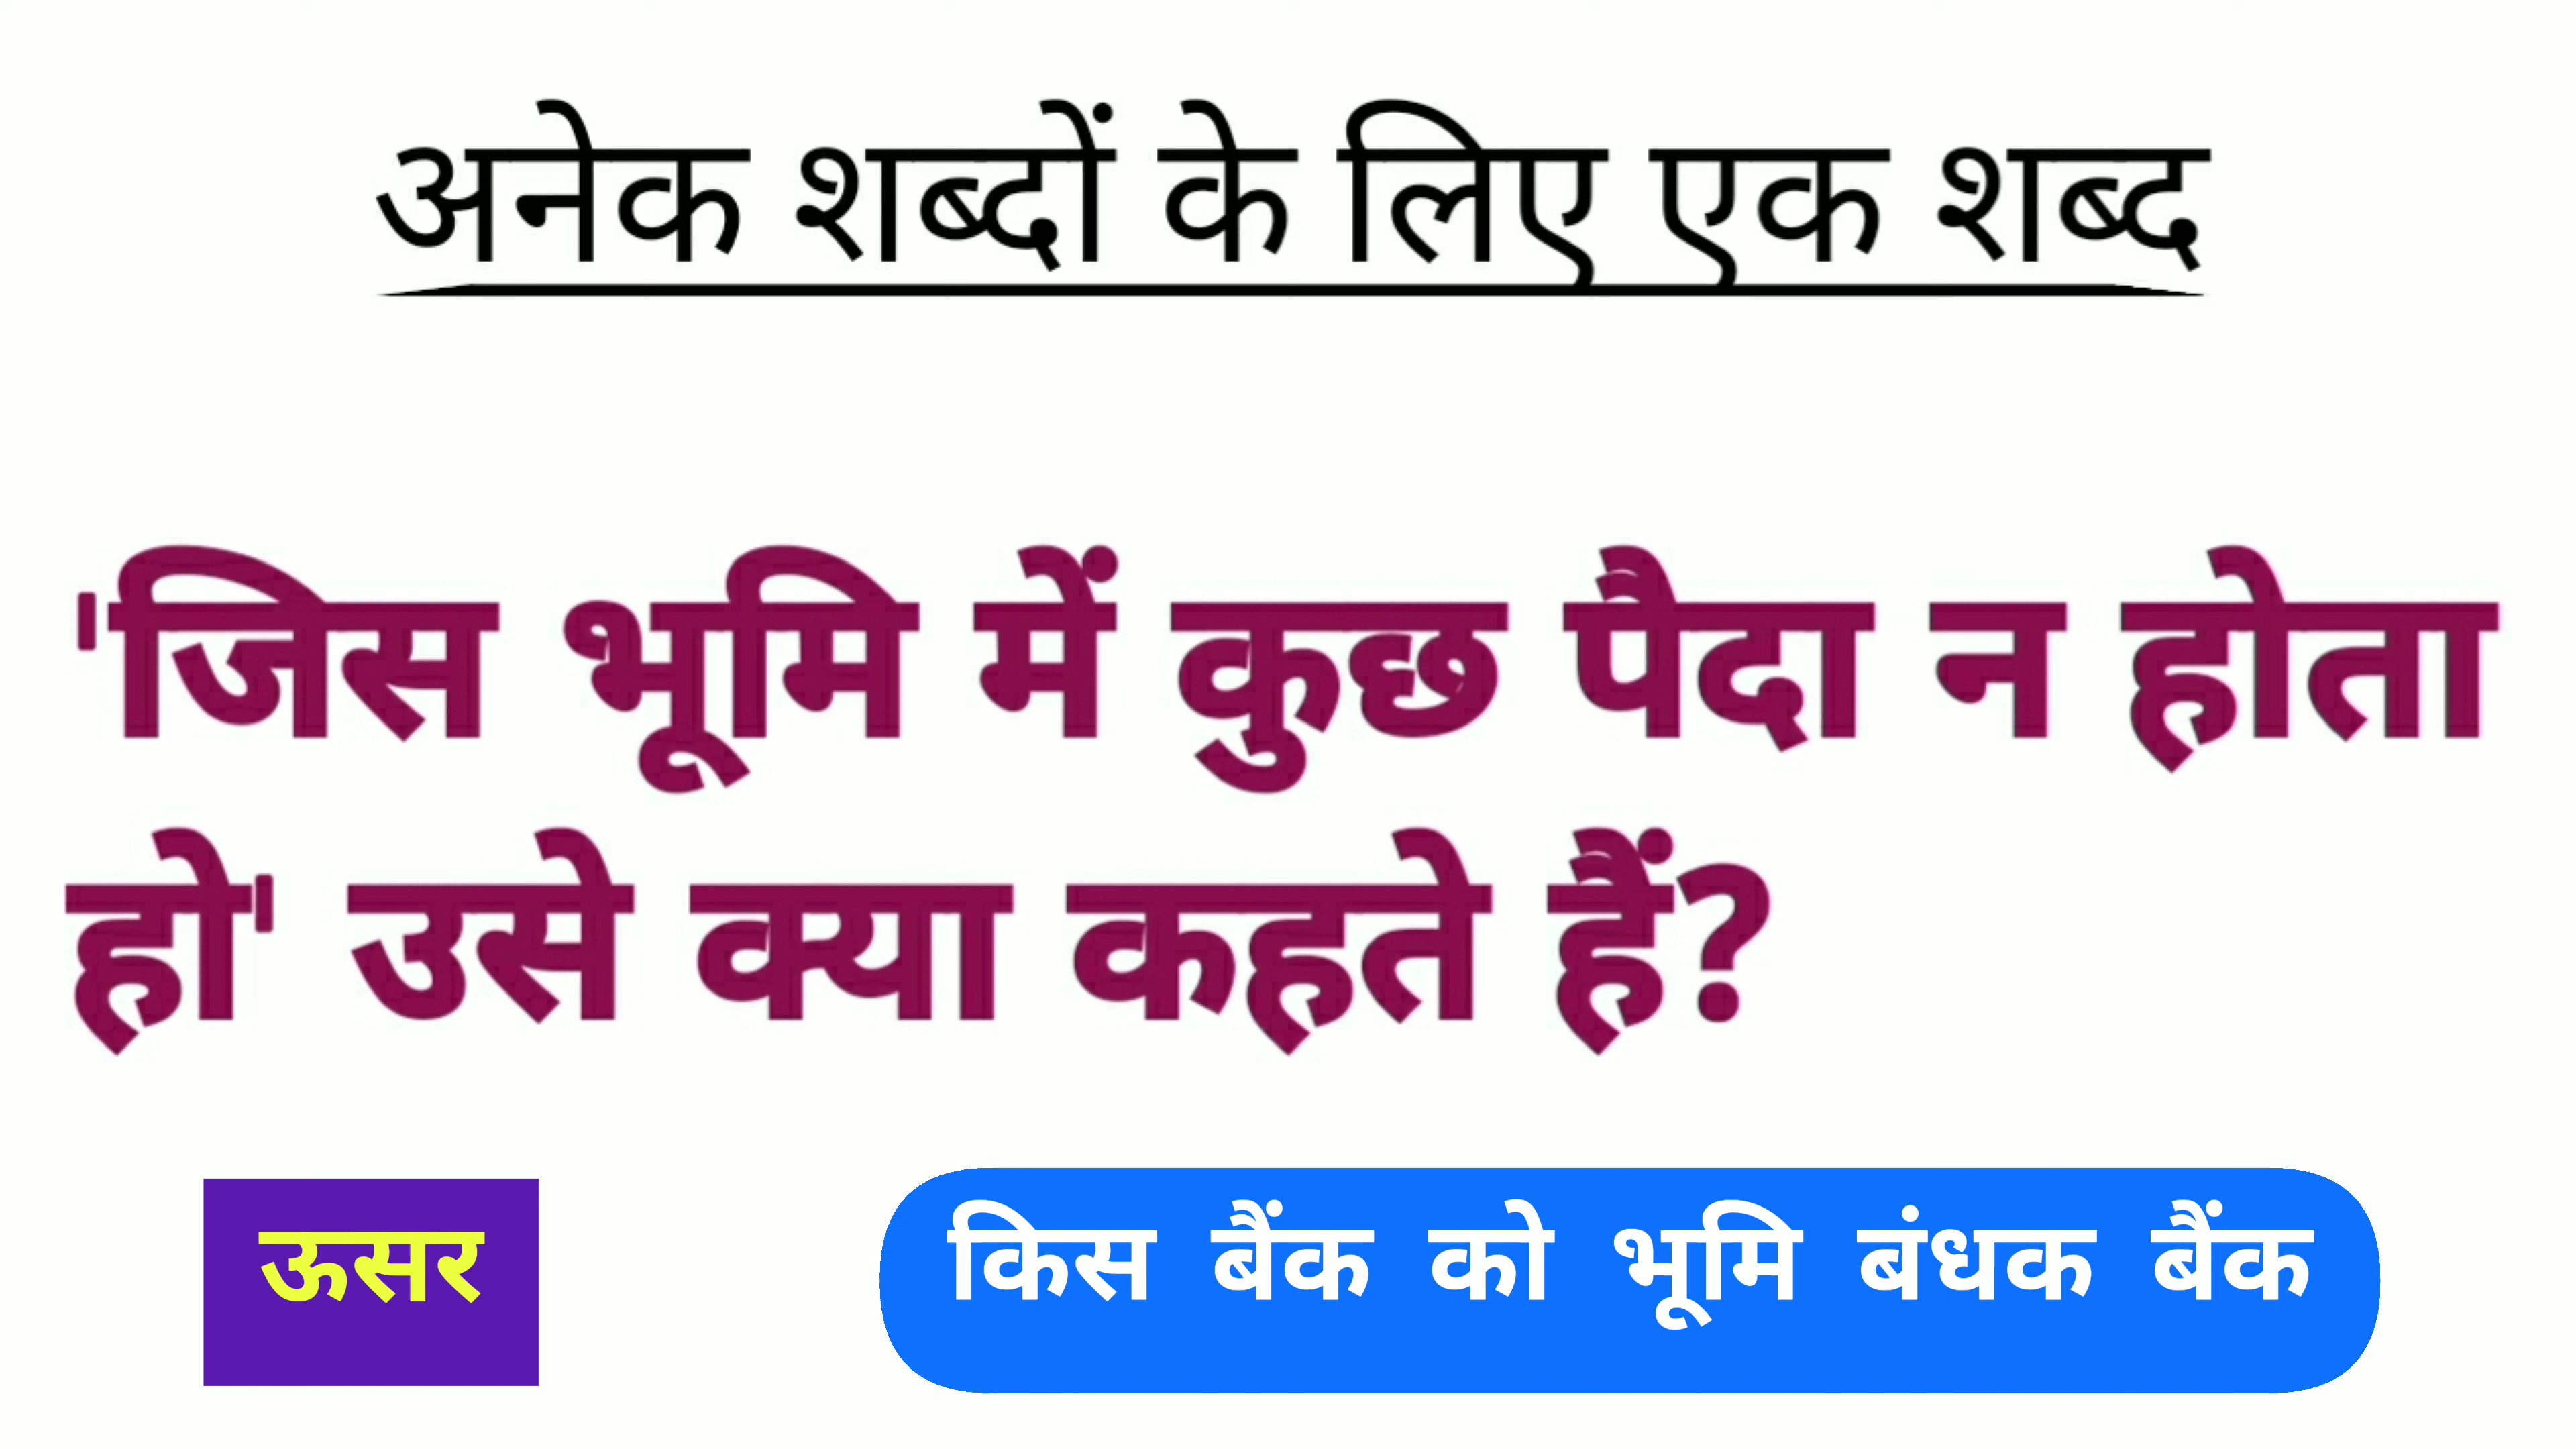 अनेक शब्दों के लिए एक शब्द
'जिस भूमि में कुछ पैदा न होता
हो' उसे क्या कहते हैं?
ऊसर
किस बैंक को भूमि बंधक बैंक